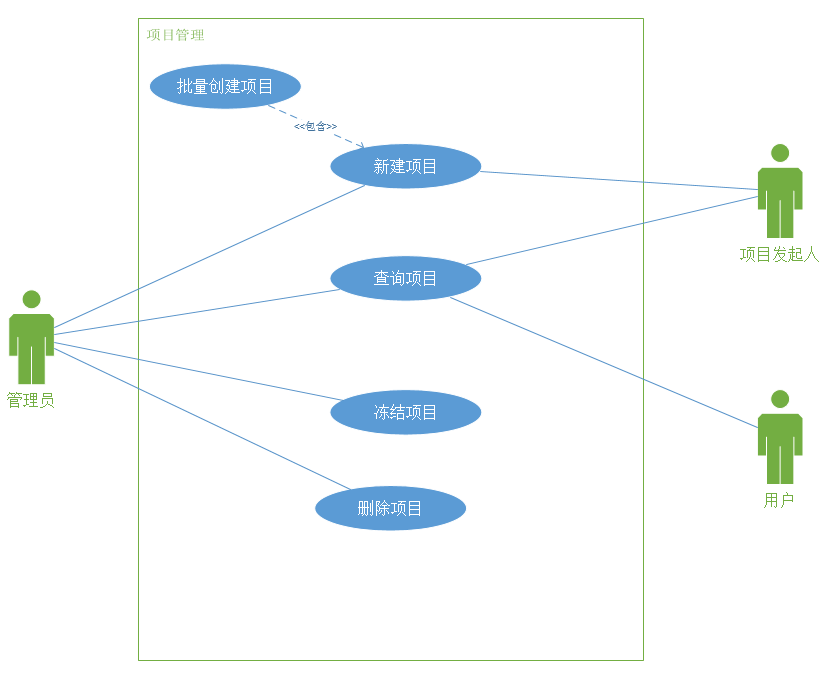 项目管理
批量创建项目
<<包含>>
新建项目
项目发起人
查询项目
管理员
冻结项目
用户
删除项目